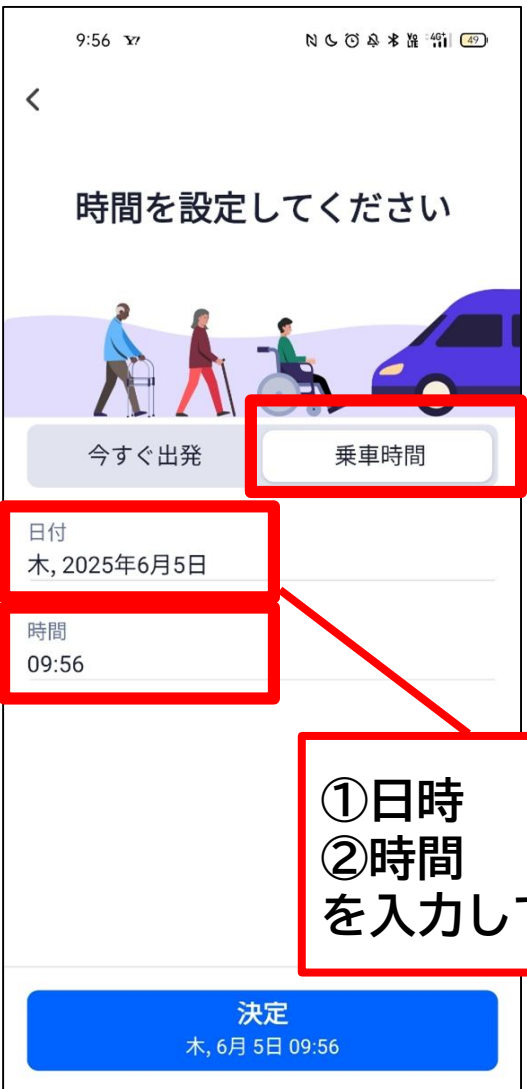 9:56
4G+
49
時間を設定してください
今すぐ出発
乗車時間
日付
木, 2025年6月5日
時間
09:56
①日時
②時間
を入力し
決定
木, 6月 5日 09:56